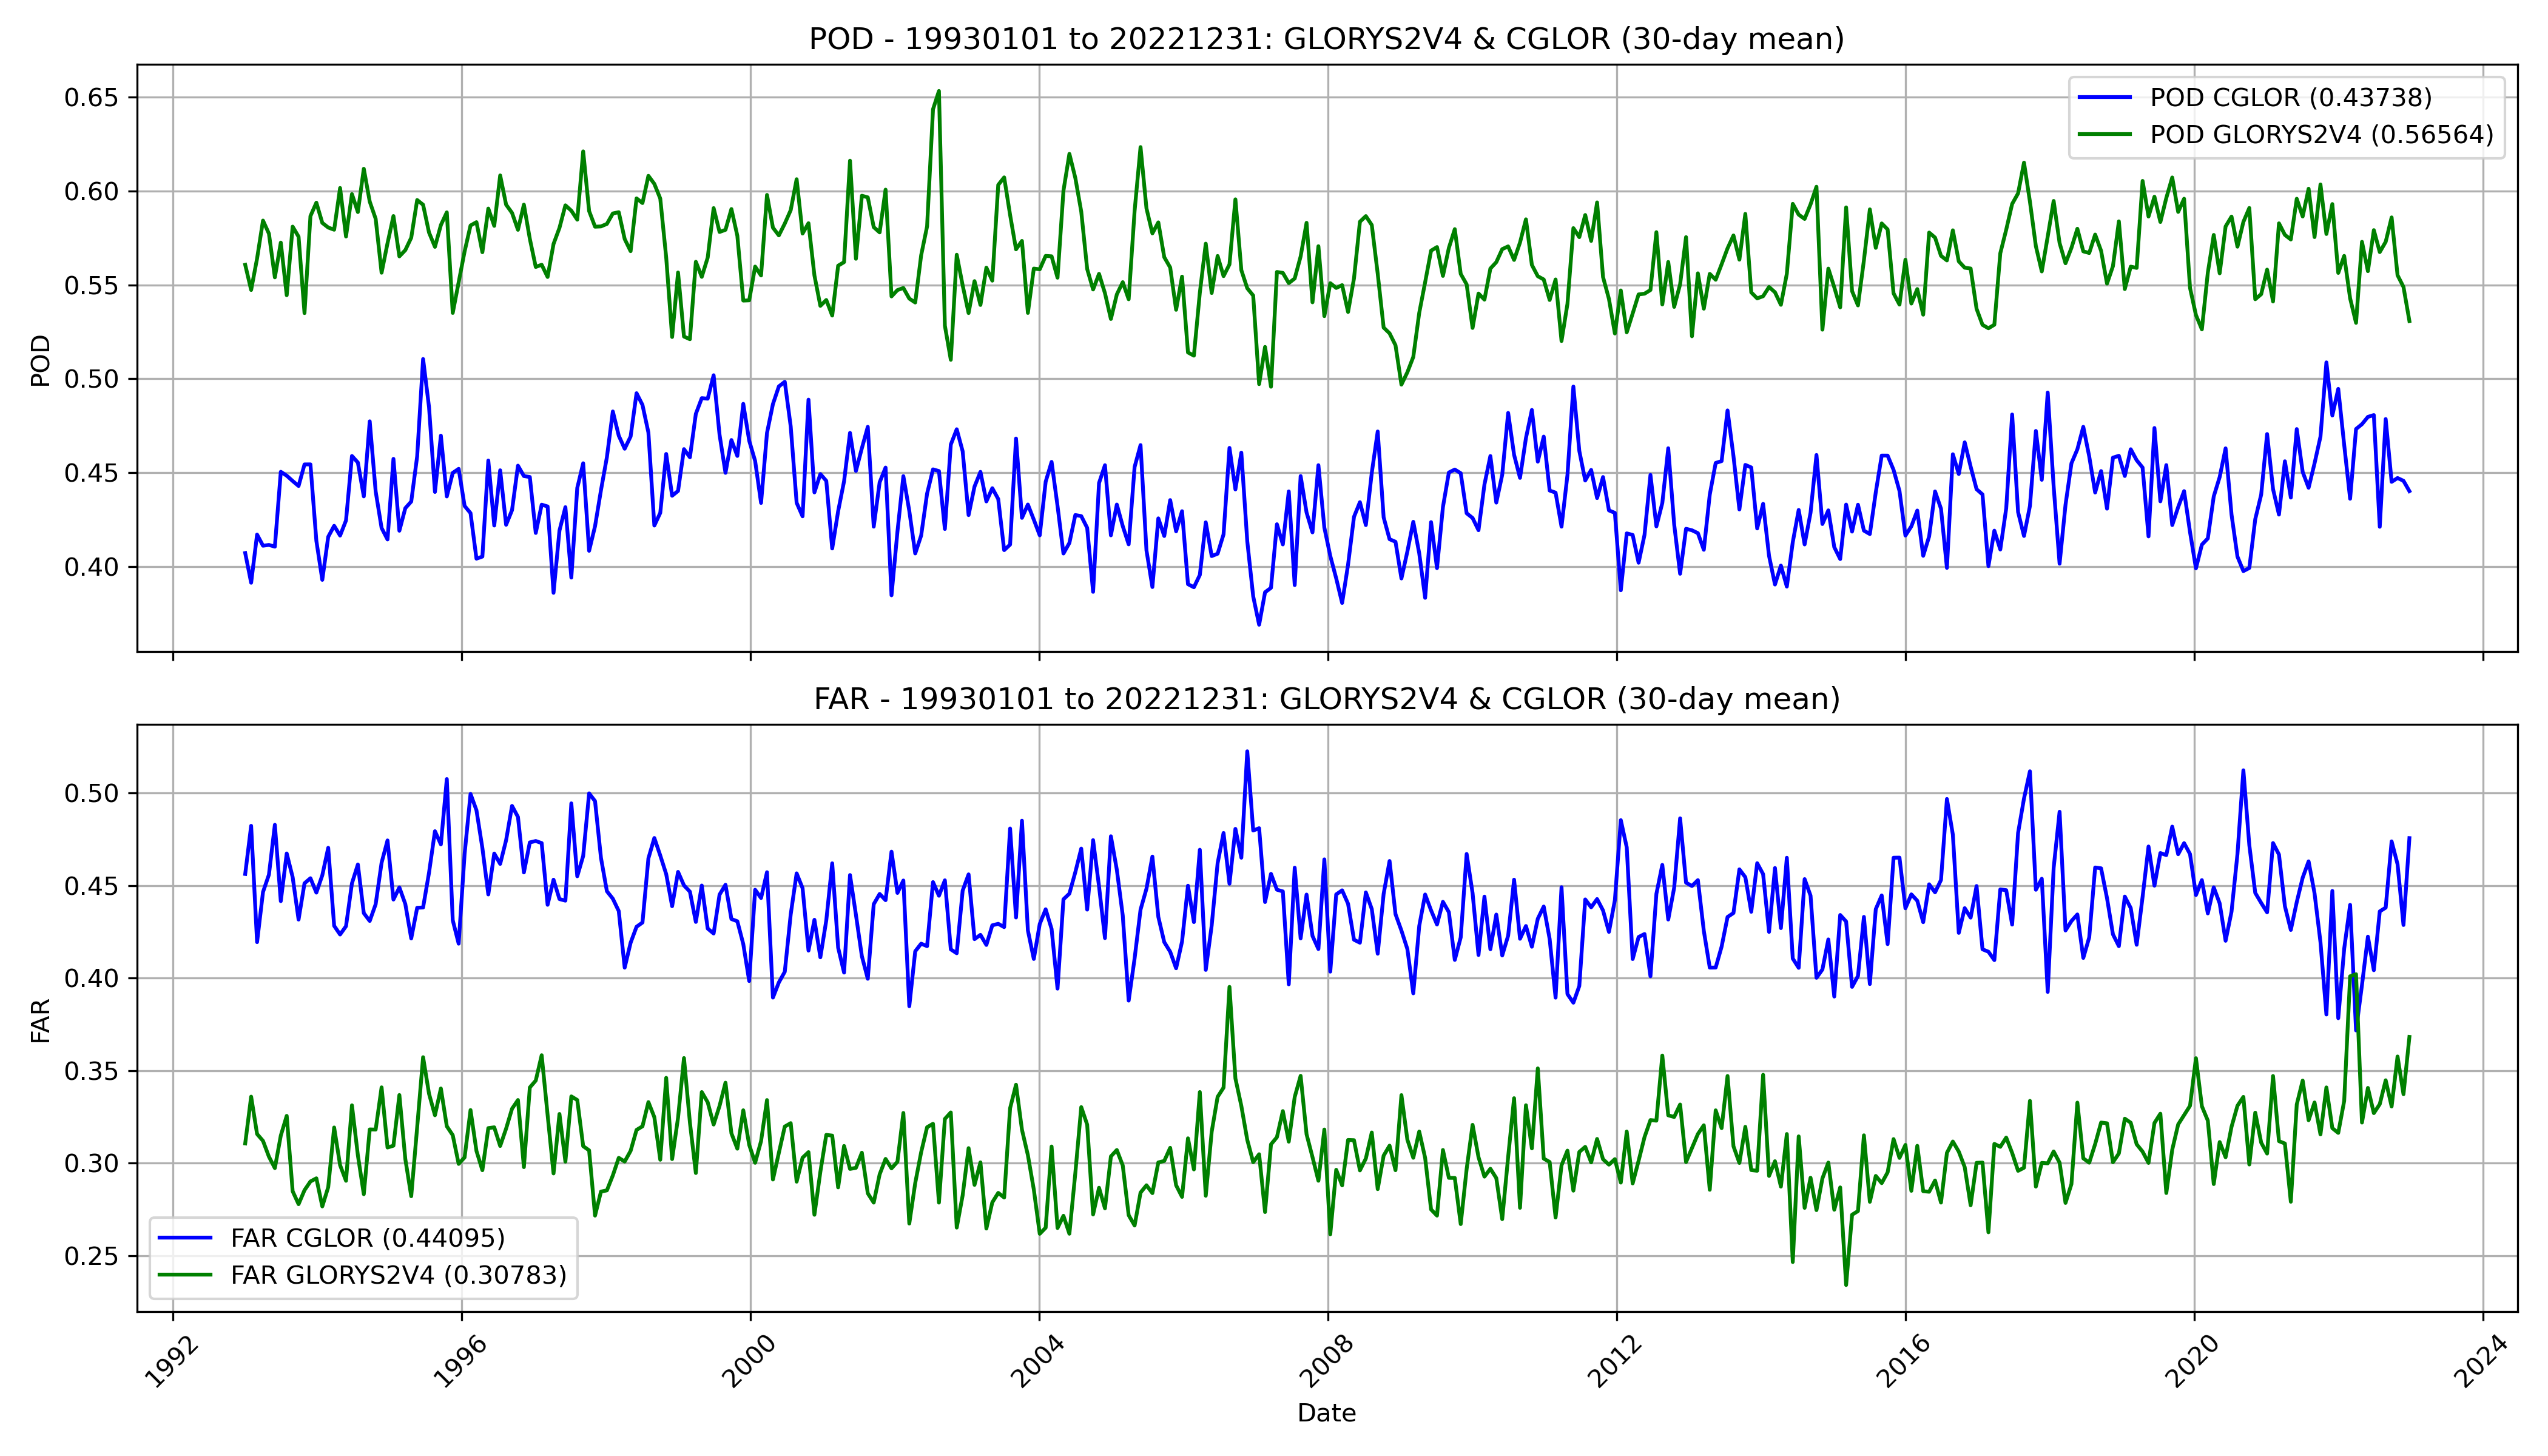 POD - 19930101 to 20221231: GLORYS2V4 & CGLOR (30-day mean)
POD
0.65
0.60
0.55
0.50
0.45
0.40
POD CGLOR (0.43738)
POD GLORYS2V4 (0.56564)
FAR - 19930101 to 20221231: GLORYS2V4 & CGLOR (30-day mean)
FAR
0.50
0.45
0.40
0.35
0.30
0.25
FAR CGLOR (0.44095)
FAR GLORYS2V4 (0.30783)
1992
1996
2000
2004
2008
2012
2016
2020
2024
Date